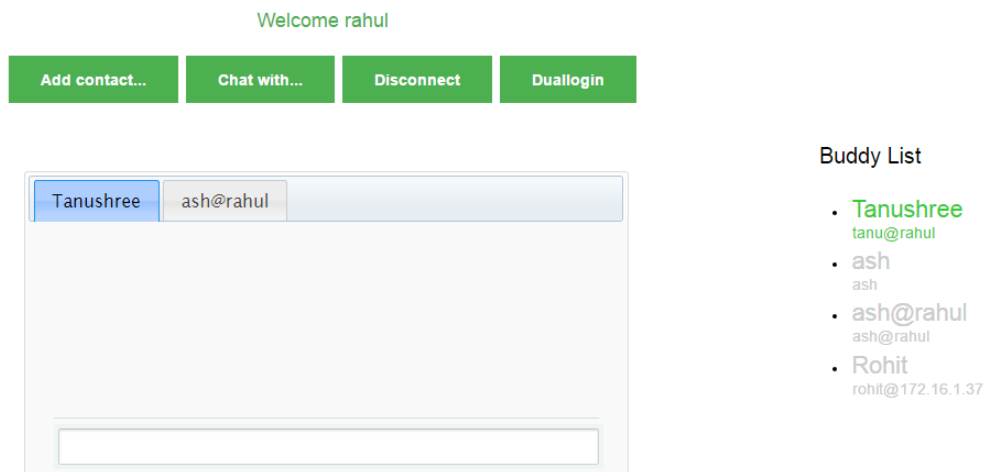 Welcome rahul
Add contact... Chat with... Disconnect Duallogin
Buddy List
Tanushree ash@rahul
Tanushree
tanu@rahul
ash
ash
ash@rahul
ash@rahul
Rohit
rohit@172.16.1.37